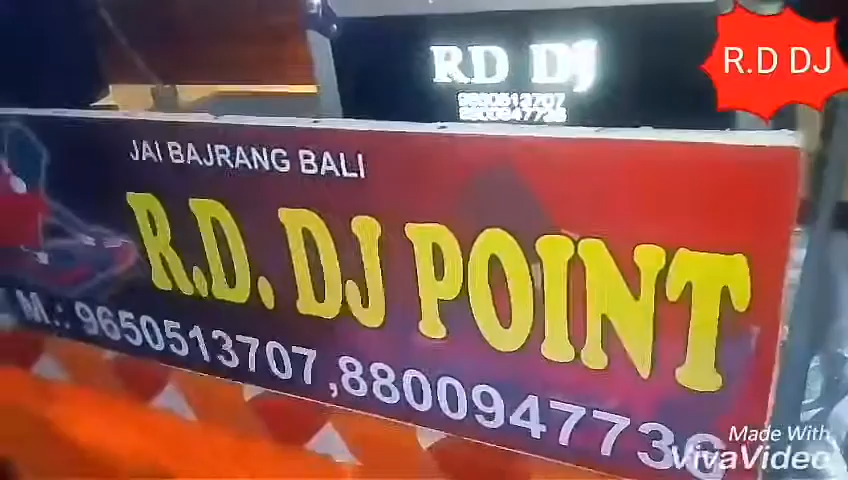 RD DJ
9650513707
R.D DJ
JAI BAJRANG BALI
R.D. DJ POINT
M.: 9650513707, 8800947736
Made With
VivaVideo